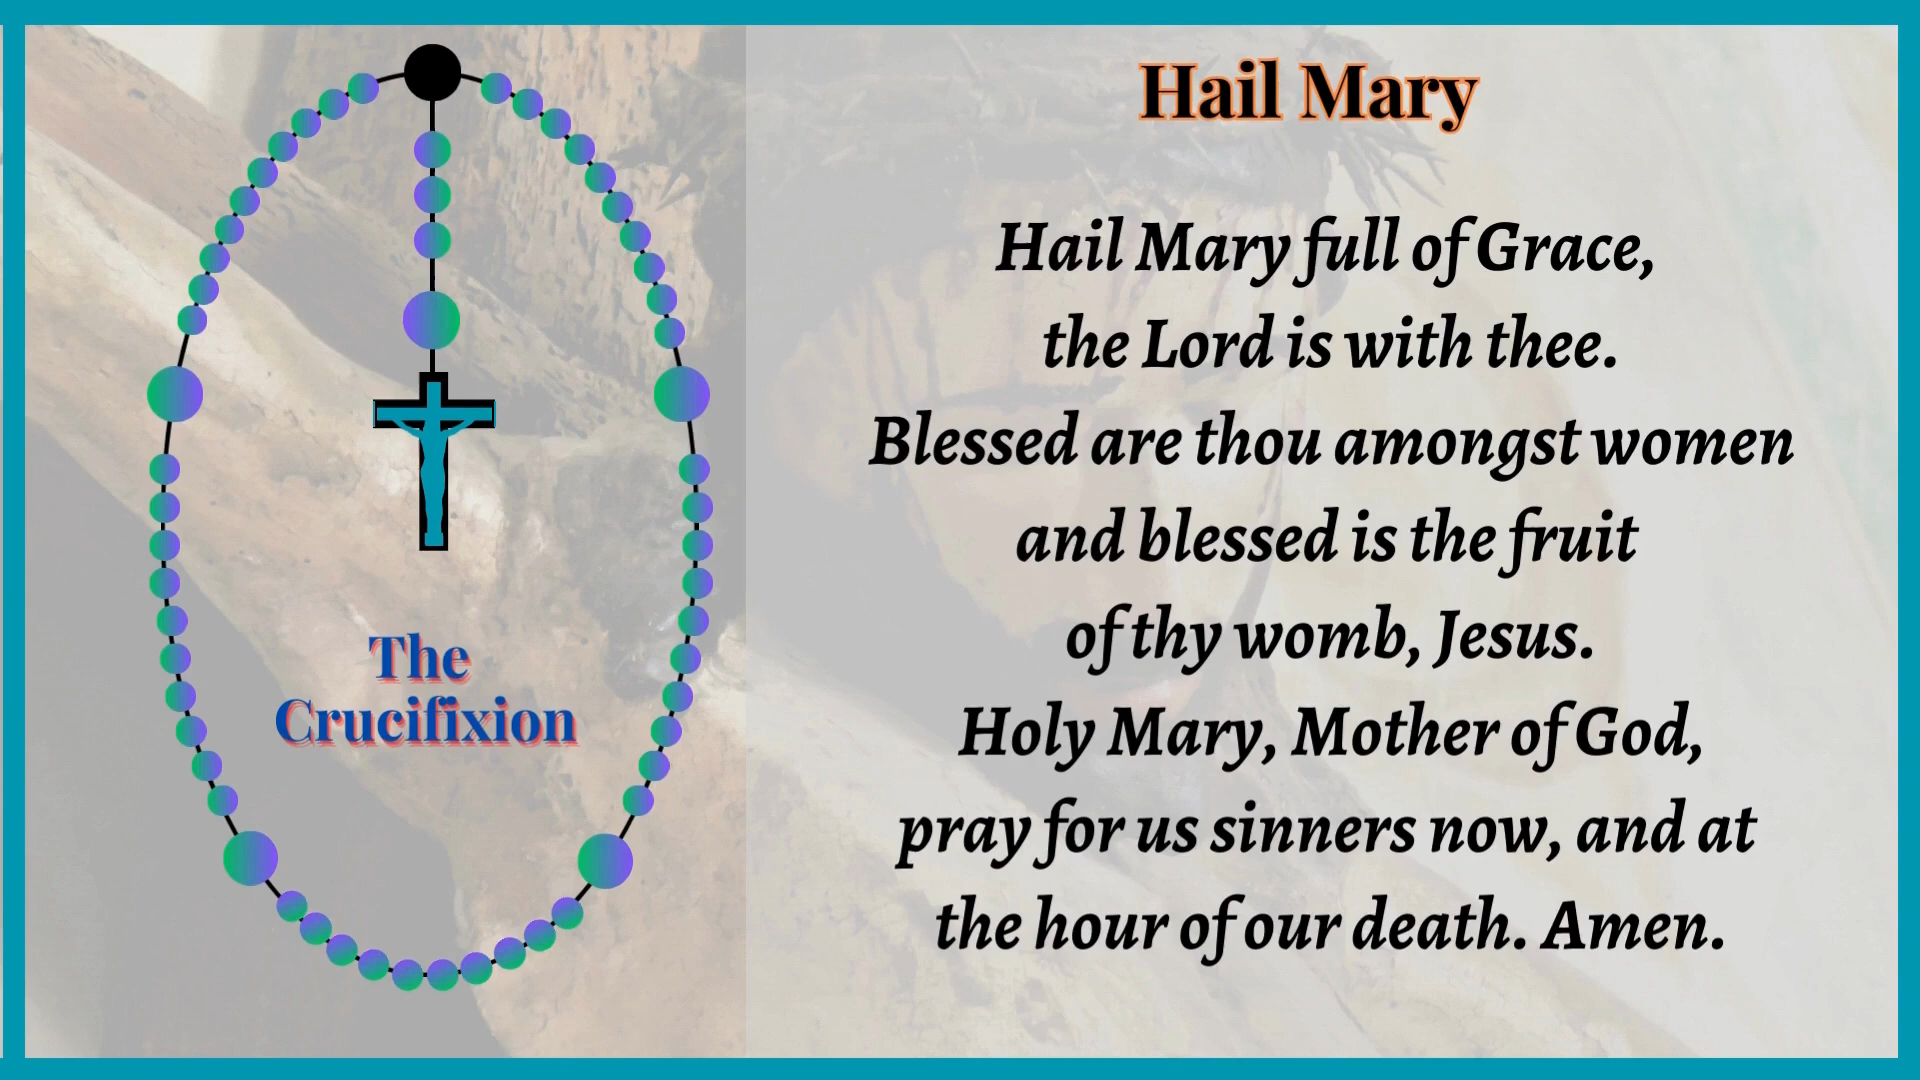 The
Crucifixion
Hail Mary
Hail Mary full of Grace,
the Lord is with thee.
Blessed are thou amongst women
and blessed is the fruit
of thy womb, Jesus.
Holy Mary, Mother of God,
pray for us sinners now, and at
the hour of our death. Amen.